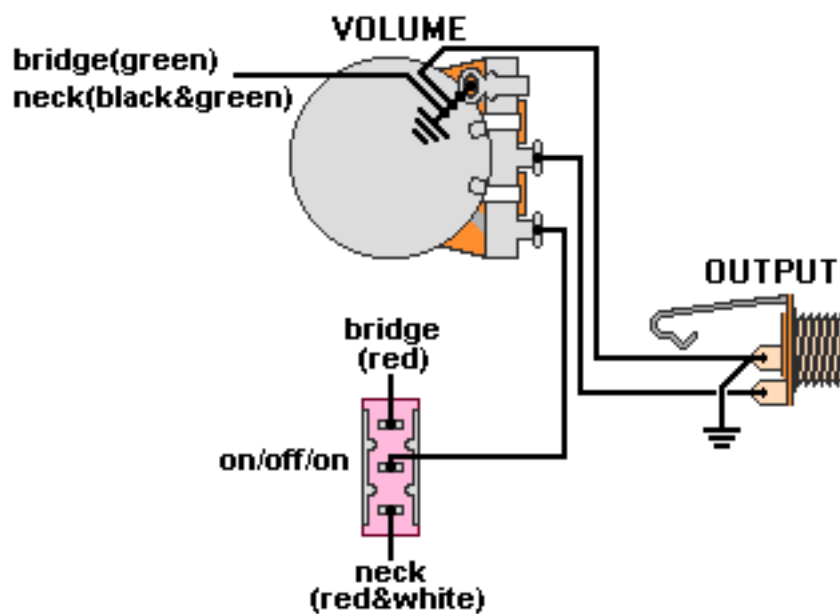 VOLUME
bridge(green)
neck(black&green)
OUTPUT
bridge
(red)
on/off/on
neck
(red&white)